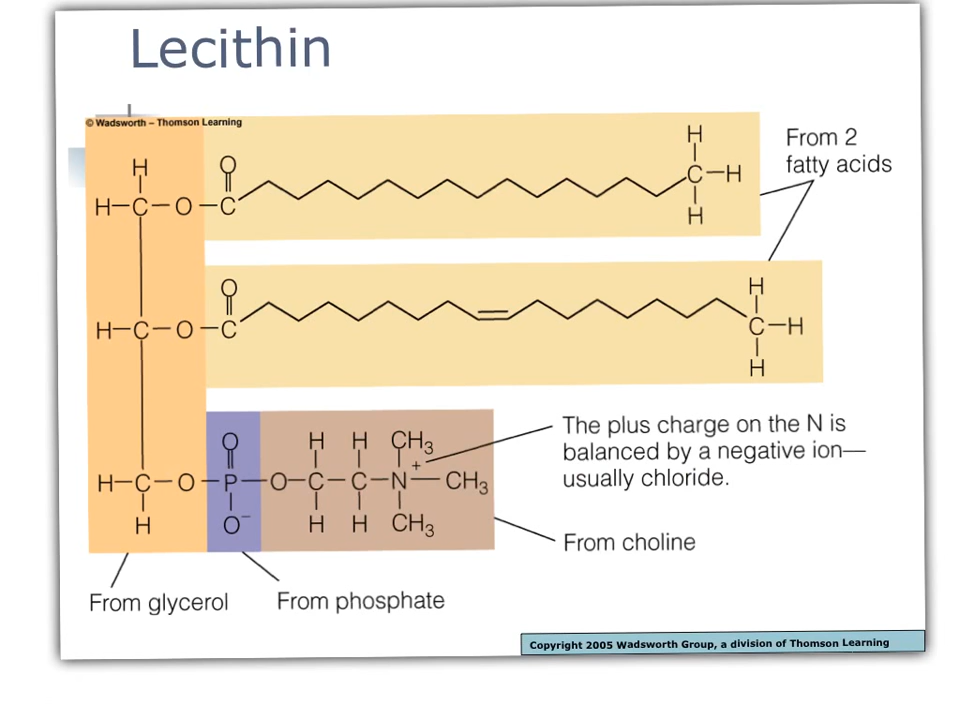 Lecithin
© Wadsworth – Thomson Learning
From 2
fatty acids
H
H
O
C–H
H–C–O–C
H
O
H
H–C–O–C
C–H
H
The plus charge on the N is
balanced by a negative ion—
usually chloride.
O H H CH3
+
H–C–O–P–O–C–C–N–CH3
H O– H H CH3
From choline
From glycerol
From phosphate
Copyright 2005 Wadsworth Group, a division of Thomson Learning